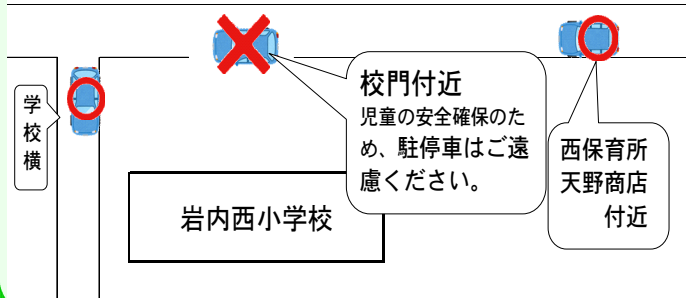 学校横
校門付近
児童の安全確保のた
め、駐停車はご遠
慮ください。
西保育所
天野商店
付近
岩内西小学校